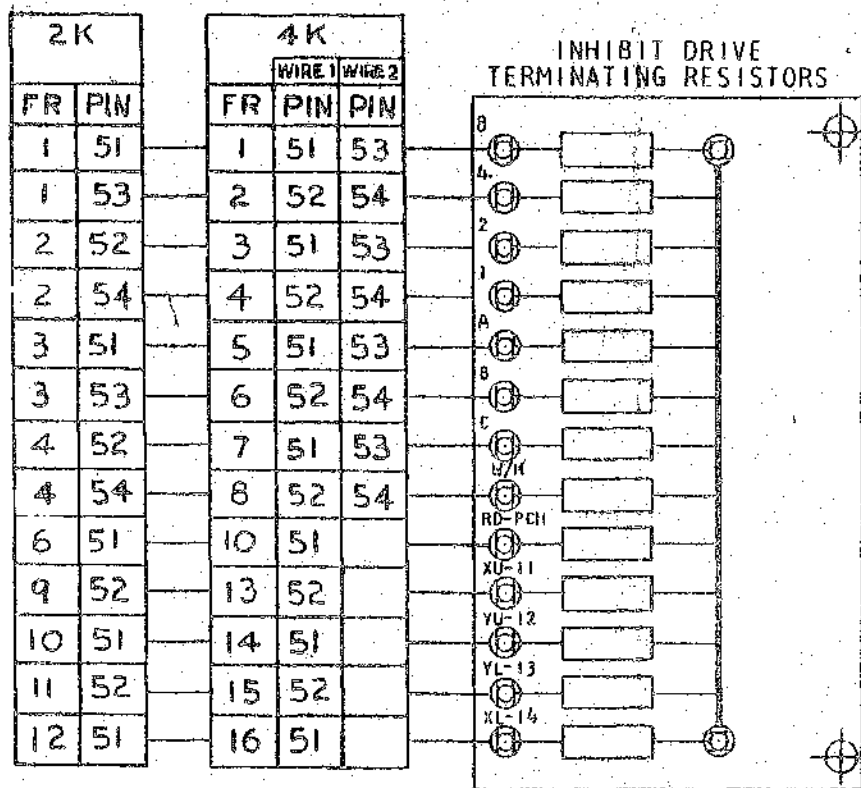 2K
4K
INHIBIT DRIVE
TERMINATING RESISTORS
WIRE 1 WIRE 2
FR PIN FR PIN PIN
1 51 1 51 53 8
1 53 2 52 54 4
2 52 3 51 53 2
2 54 4 52 54 1
3 51 5 51 53 A
3 53 6 52 54 B
4 52 7 51 53 C
4 54 8 52 54 W/M
6 51 10 51 RD-PCH
9 52 13 52 XU-11
10 51 14 51 YU-12
11 52 15 52 YL-13
12 51 16 51 XL-14